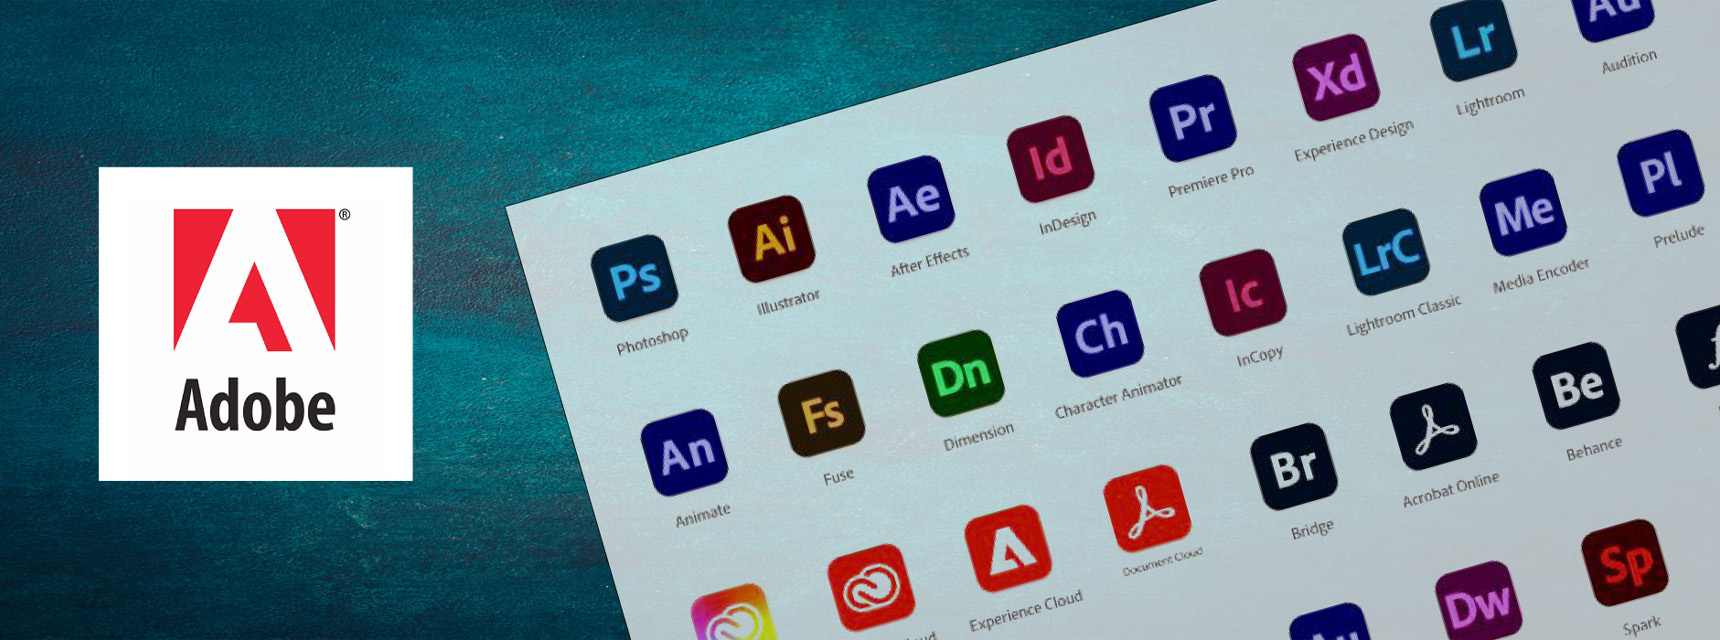 ®
Adobe
Ps
Photoshop
Ai
Illustrator
Ae
After Effects
Id
InDesign
Pr
Premiere Pro
Xd
Experience Design
Lr
Lightroom
Au
Audition
An
Animate
Fs
Fuse
Dn
Dimension
Ch
Character Animator
Ic
InCopy
LrC
Lightroom Classic
Me
Media Encoder
Pl
Prelude
Experience Cloud
Document Cloud
Br
Bridge
Acrobat Online
Be
Behance
Dw
Sp
Spark